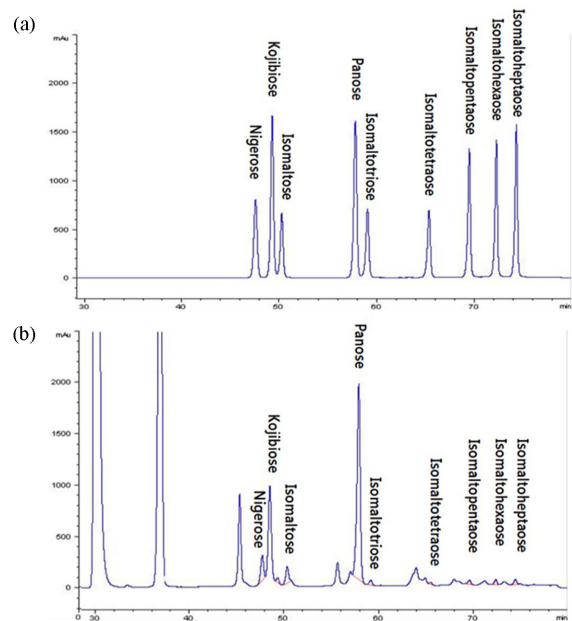 (a)
mAu
2000
1500
1000
500
0
30
40
50
60
70
min
Nigerose
Kojibiose
Isomaltose
Panose
Isomaltotriose
Isomaltotetraose
Isomaltopentaose
Isomaltohexaose
Isomaltoheptaose
(b)
mAu
2000
1000
500
0
30
40
50
60
70
min
Nigerose
Kojibiose
Isomaltose
Panose
Isomaltotriose
Isomaltotetraose
Isomaltopentaose
Isomaltohexaose
Isomaltoheptaose